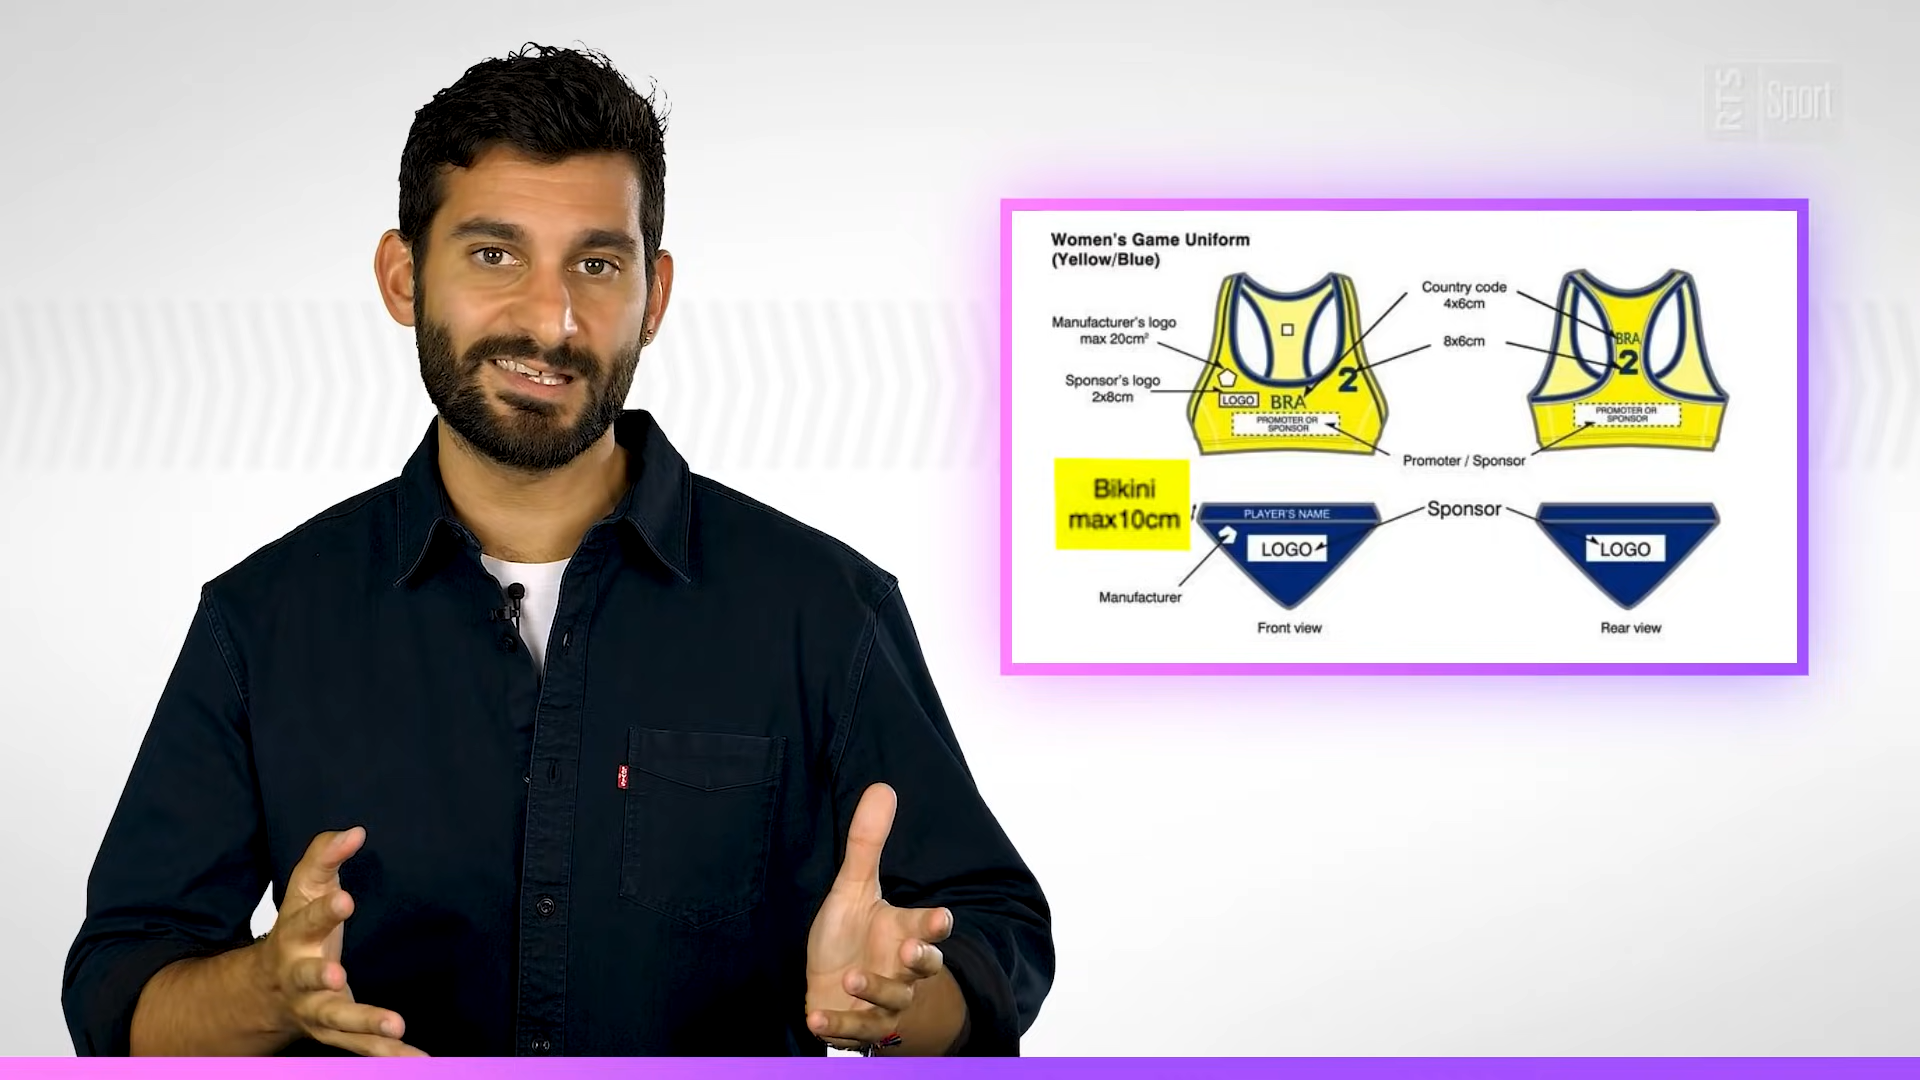 RTS Sport
Women's Game Uniform
(Yellow/Blue)
Country code
4x6cm
Manufacturer's logo
max 20cm²
8x6cm
BRA
2
2
Sponsor's logo
2x8cm
LOGO
BRA
PROMOTER OR
SPONSOR
PROMOTER OR
SPONSOR
Promoter / Sponsor
Bikini
max10cm
PLAYER'S NAME
Sponsor
LOGO
LOGO
Manufacturer
Front view
Rear view